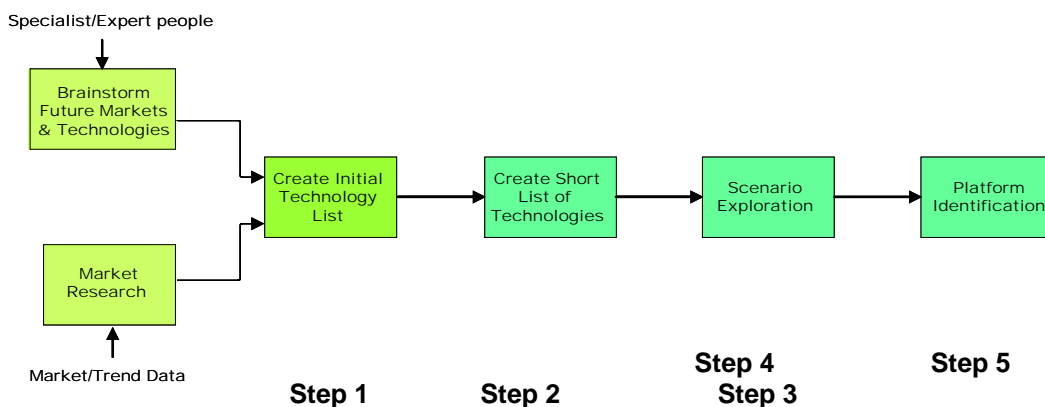 Specialist/Expert people
Brainstorm
Future Markets
& Technologies
Create Initial
Technology
List
Create Short
List of
Technologies
Scenario
Exploration
Platform
Identification
Market
Research
Market/Trend Data
Step 4
Step 5
Step 1
Step 2
Step 3